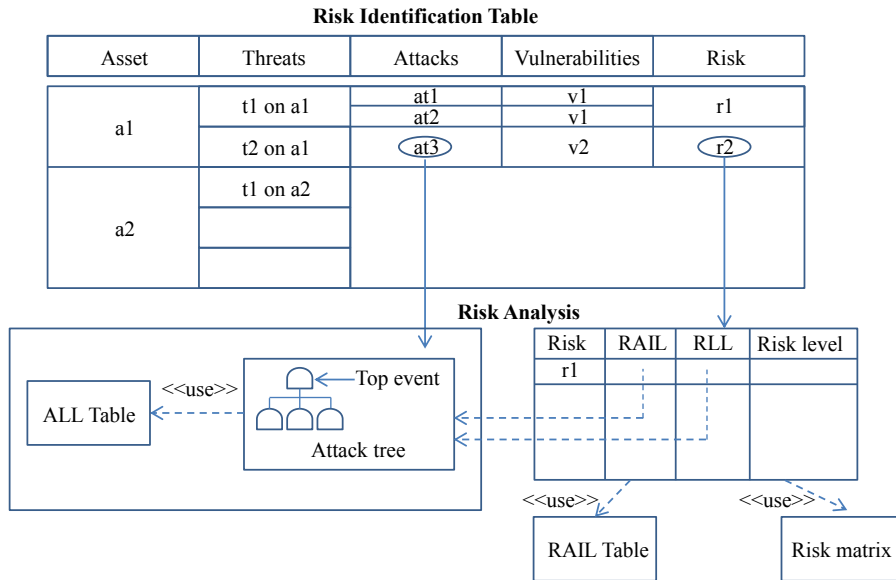 Risk Identification Table
Asset Threats Attacks Vulnerabilities Risk
a1
t1 on a1
at1 v1
at2 v1
r1
t2 on a1 at3 v2 r2
a2
t1 on a2
Risk Analysis
Risk RAIL RLL Risk level
r1
<<use>>
ALL Table
Top event
Attack tree
<<use>>
<<use>>
RAIL Table
Risk matrix